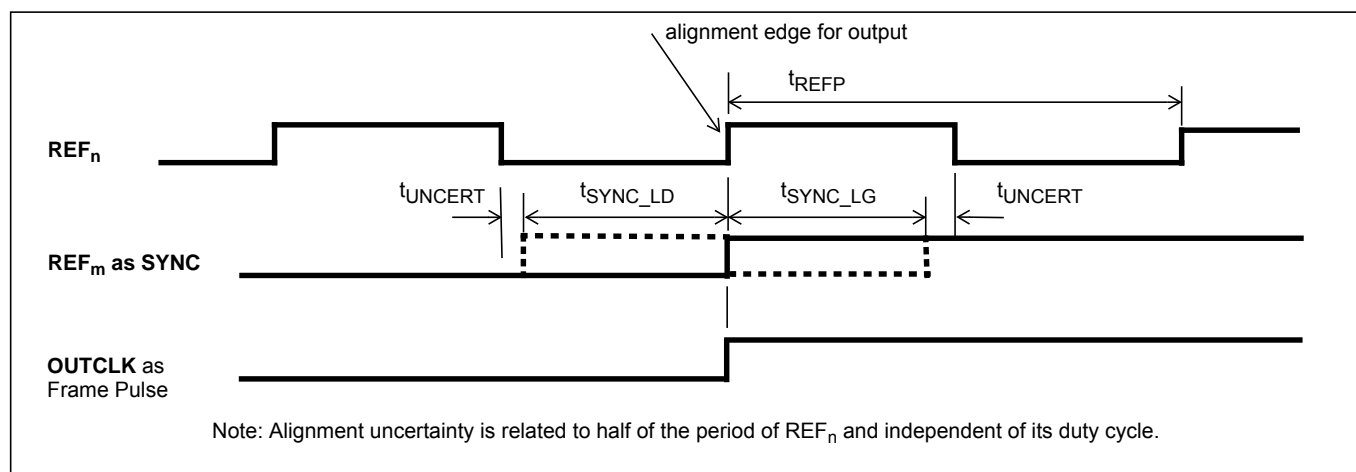 alignment edge for output
tREFP
REFn
tUNCERT
tSYNC_LD
tSYNC_LG
tUNCERT
REFm as SYNC
OUTCLK as
Frame Pulse
Note: Alignment uncertainty is related to half of the period of REFn and independent of its duty cycle.